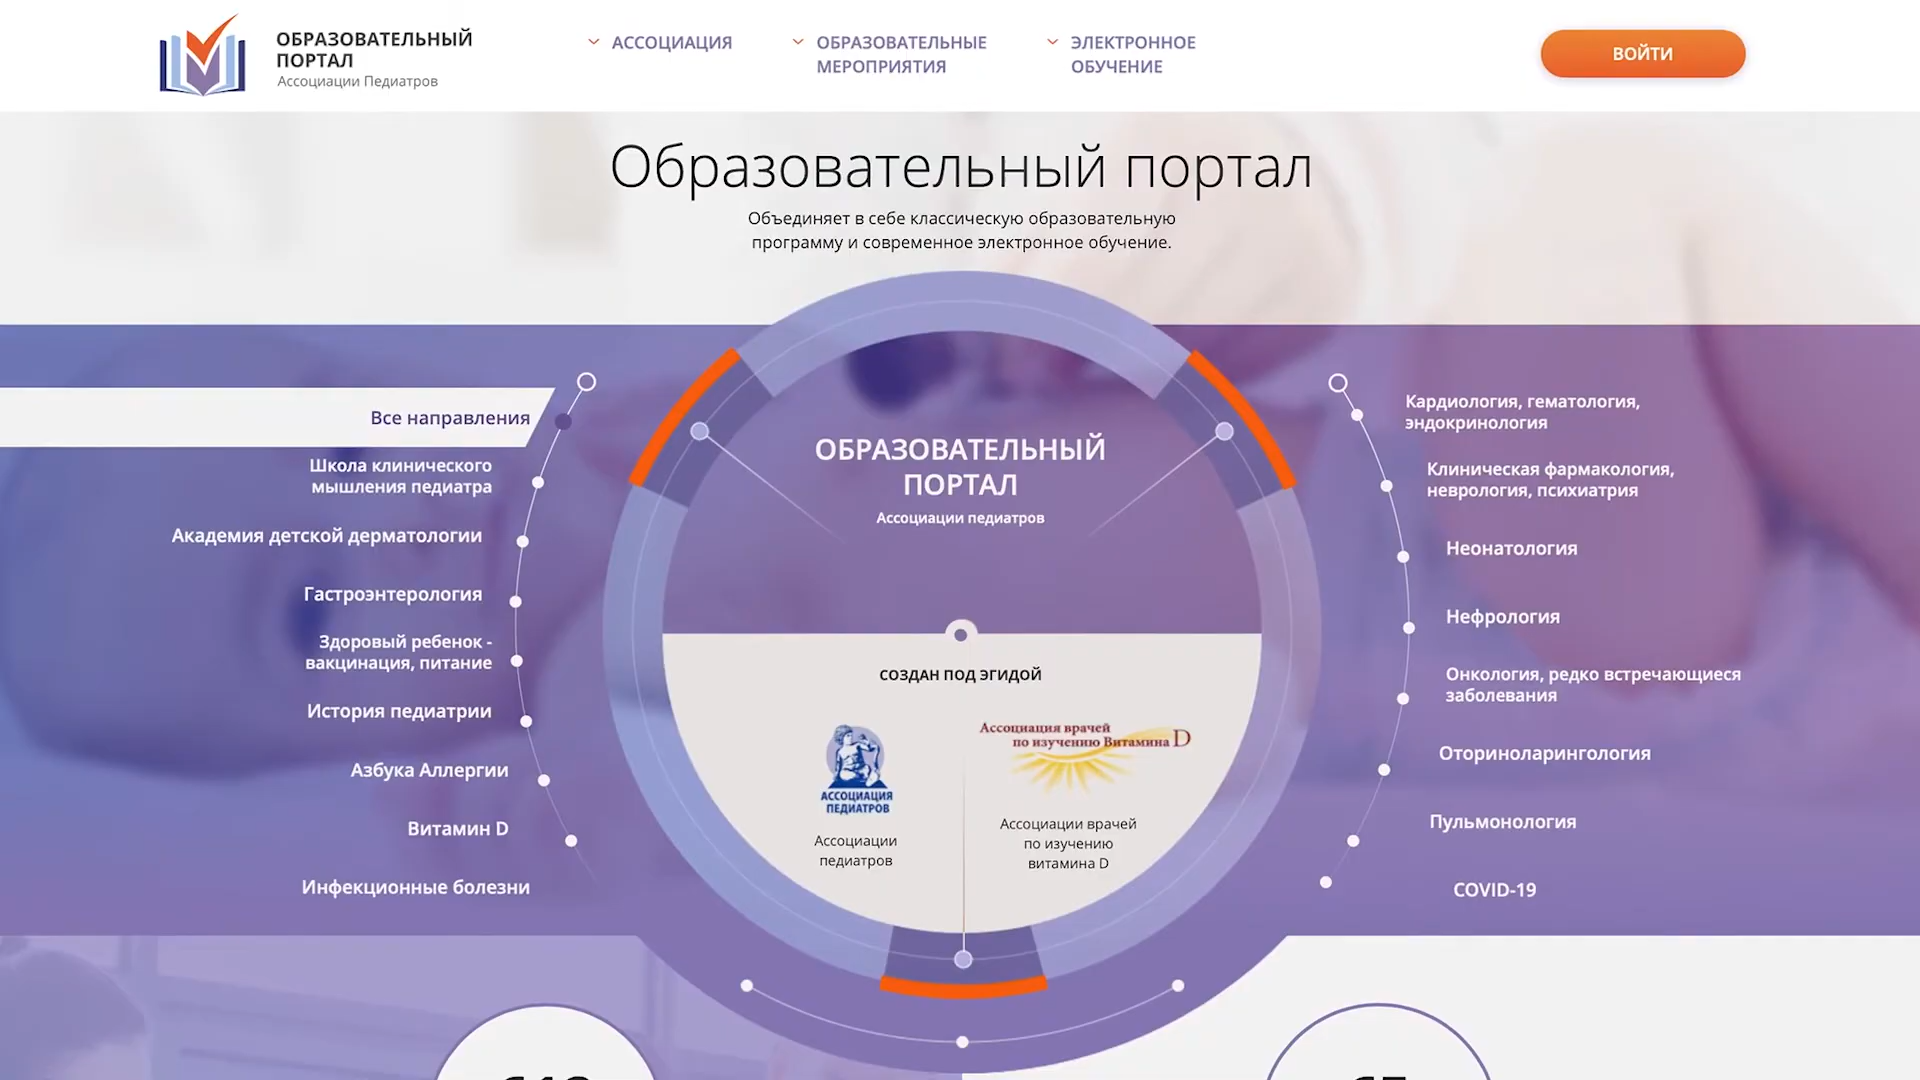 ОБРАЗОВАТЕЛЬНЫЙ
ПОРТАЛ
Ассоциации Педиатров
АССОЦИАЦИЯ
ОБРАЗОВАТЕЛЬНЫЕ
МЕРОПРИЯТИЯ
ЭЛЕКТРОННОЕ
ОБУЧЕНИЕ
ВОЙТИ
Образовательный портал
Объединяет в себе классическую образовательную
программу и современное электронное обучение.
Все направления
Школа клинического
мышления педиатра
Академия детской дерматологии
Гастроэнтерология
Здоровый ребенок -
вакцинация, питание
История педиатрии
Азбука Аллергии
Витамин D
Инфекционные болезни
ОБРАЗОВАТЕЛЬНЫЙ
ПОРТАЛ
Ассоциации педиатров
СОЗДАН ПОД ЭГИДОЙ
АССОЦИАЦИЯ
ПЕДИАТРОВ
Ассоциации
педиатров
Ассоциация врачей
по изучению Витамина D
Ассоциации врачей
по изучению
витамина D
Кардиология, гематология,
эндокринология
Клиническая фармакология,
неврология, психиатрия
Неонатология
Нефрология
Онкология, редко встречающиеся
заболевания
Оториноларингология
Пульмонология
COVID-19